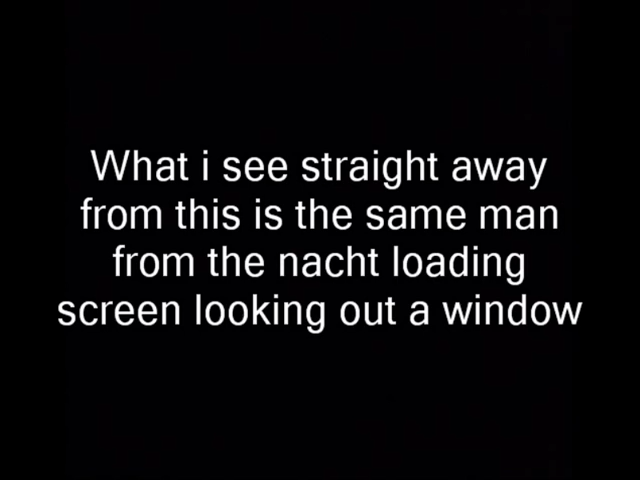 What i see straight away
from this is the same man
from the nacht loading
screen looking out a window